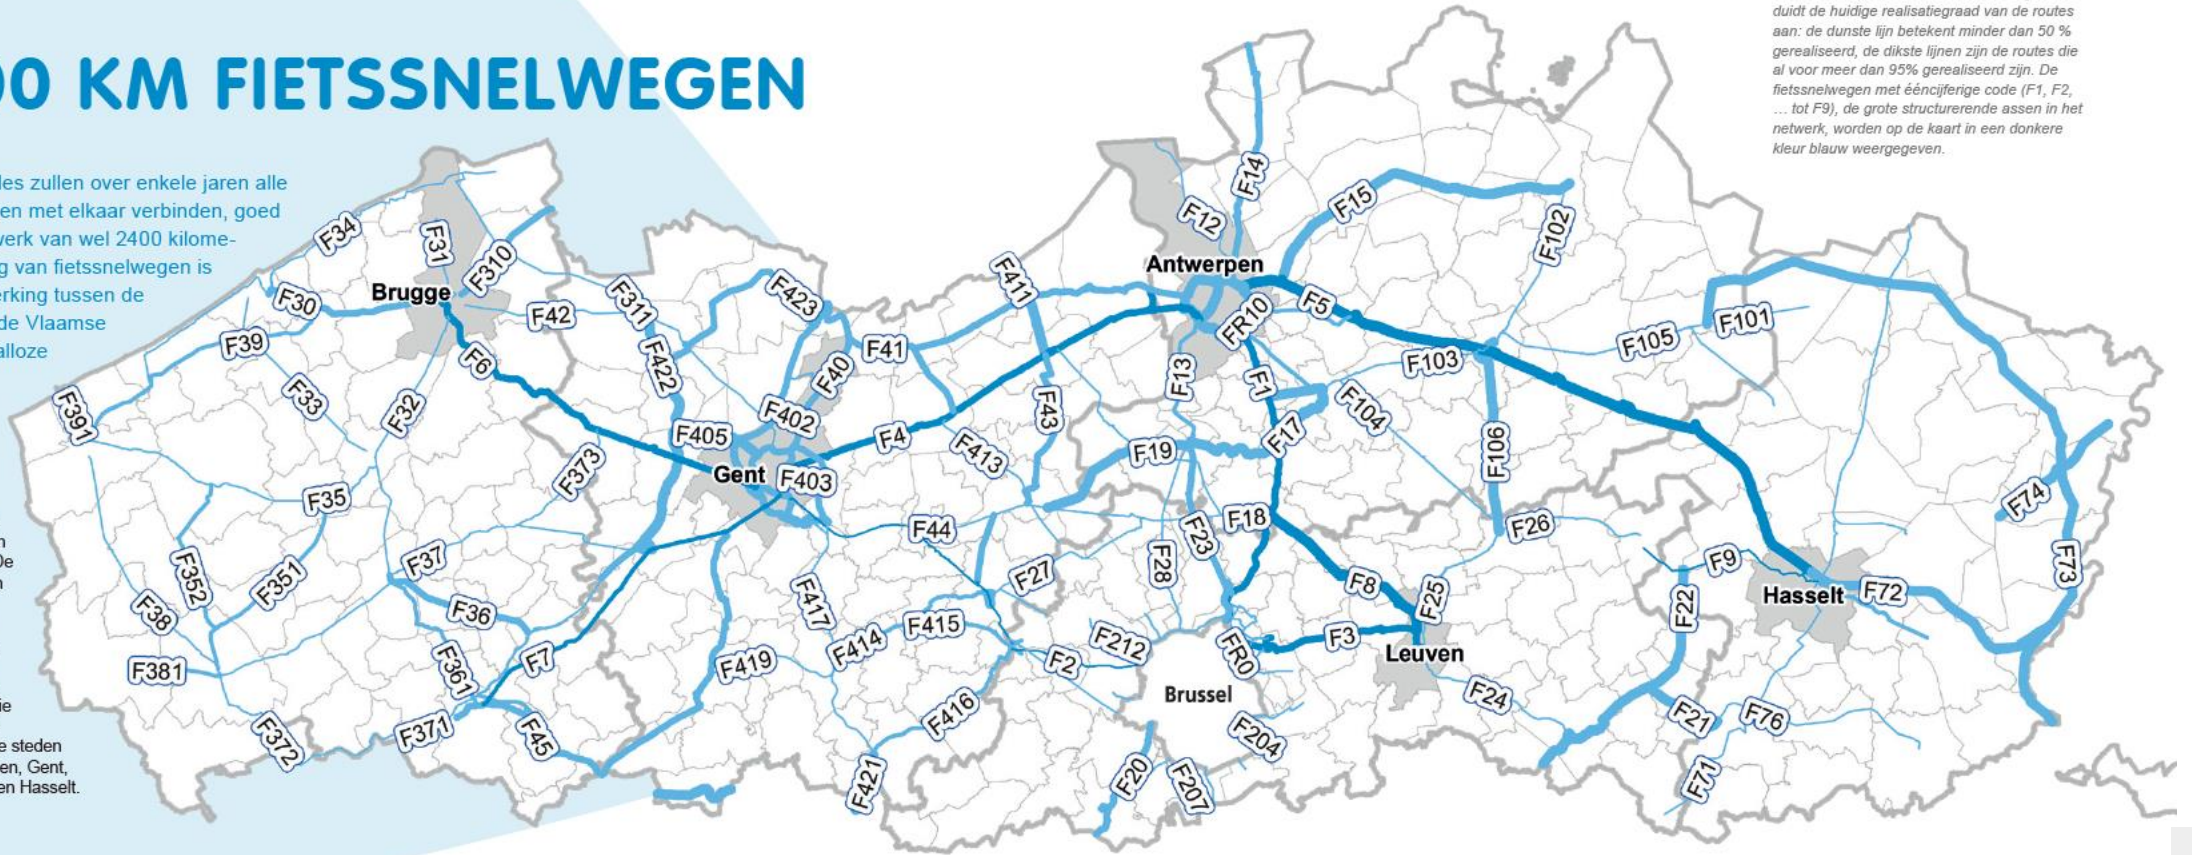 00 KM FIETSSNELWEGEN
les zullen over enkele jaren alle
en met elkaar verbinden, goed
werk van wel 2400 kilome-
g van fietssnelwegen is
erking tussen de
de Vlaamse
alloze
duidt de huidige realisatiegraad van de routes
aan: de dunste lijn betekent minder dan 50 %
gerealiseerd, de dikste lijnen zijn de routes die
al voor meer dan 95% gerealiseerd zijn. De
fietssnelwegen met ééncijferige code (F1, F2,
... tot F9), de grote structurerende assen in het
netwerk, worden op de kaart in een donkere
kleur blauw weergegeven.
n
De
n
ie
e steden
en, Gent,
en Hasselt.
F34
F31
F310
Brugge
F30
F39
F42
F311
F6
F33
F32
F391
F422
F423
F411
F41
F40
F402
F405
Gent
F403
F4
F413
F43
F373
F35
F37
F352
F351
F38
F381
F36
F361
F7
F371
F372
F45
F44
F417
F419
F414
F415
F416
F421
F27
F28
F2
F212
F12
F14
F15
F102
Antwerpen
FR10
F5
F13
F1
F103
F104
F105
F101
F106
F17
F19
F18
F23
F26
F8
F25
F3
FR0
Leuven
Brussel
F204
F20
F207
F24
F22
F9
Hasselt
F72
F73
F74
F21
F76
F71